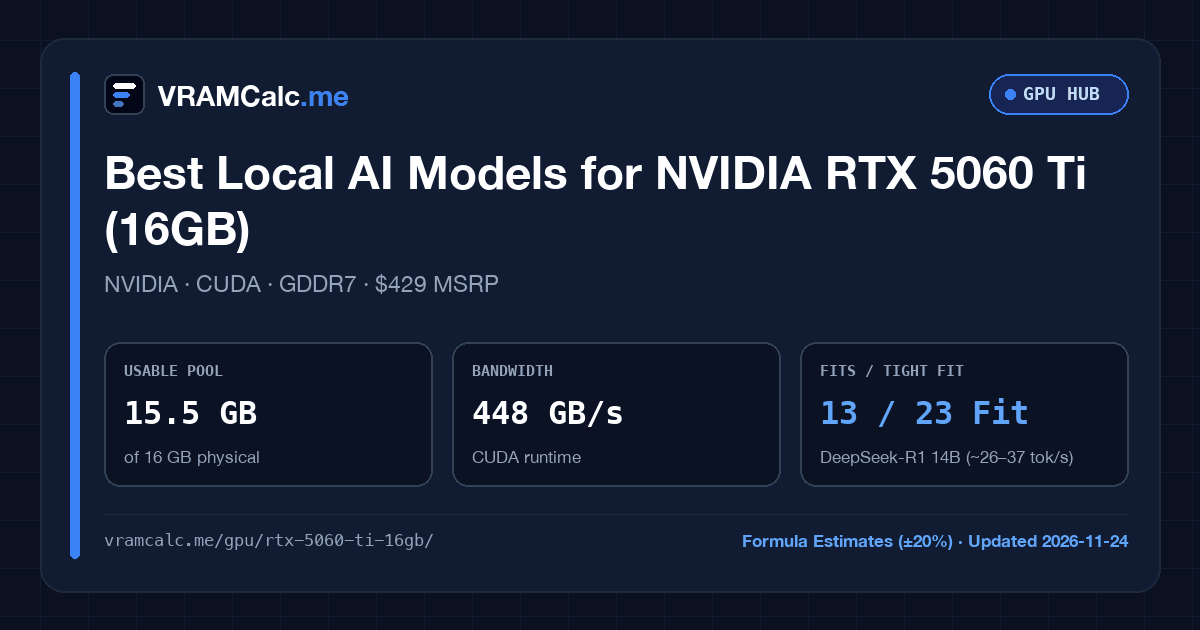 VRAMCalc.me
GPU HUB
Best Local AI Models for NVIDIA RTX 5060 Ti
(16GB)
NVIDIA · CUDA · GDDR7 · $429 MSRP
USABLE POOL
15.5 GB
of 16 GB physical
BANDWIDTH
448 GB/s
CUDA runtime
FITS / TIGHT FIT
13 / 23 Fit
DeepSeek-R1 14B (~26–37 tok/s)
vramcalc.me/gpu/rtx-5060-ti-16gb/
Formula Estimates (±20%) · Updated 2026-11-24